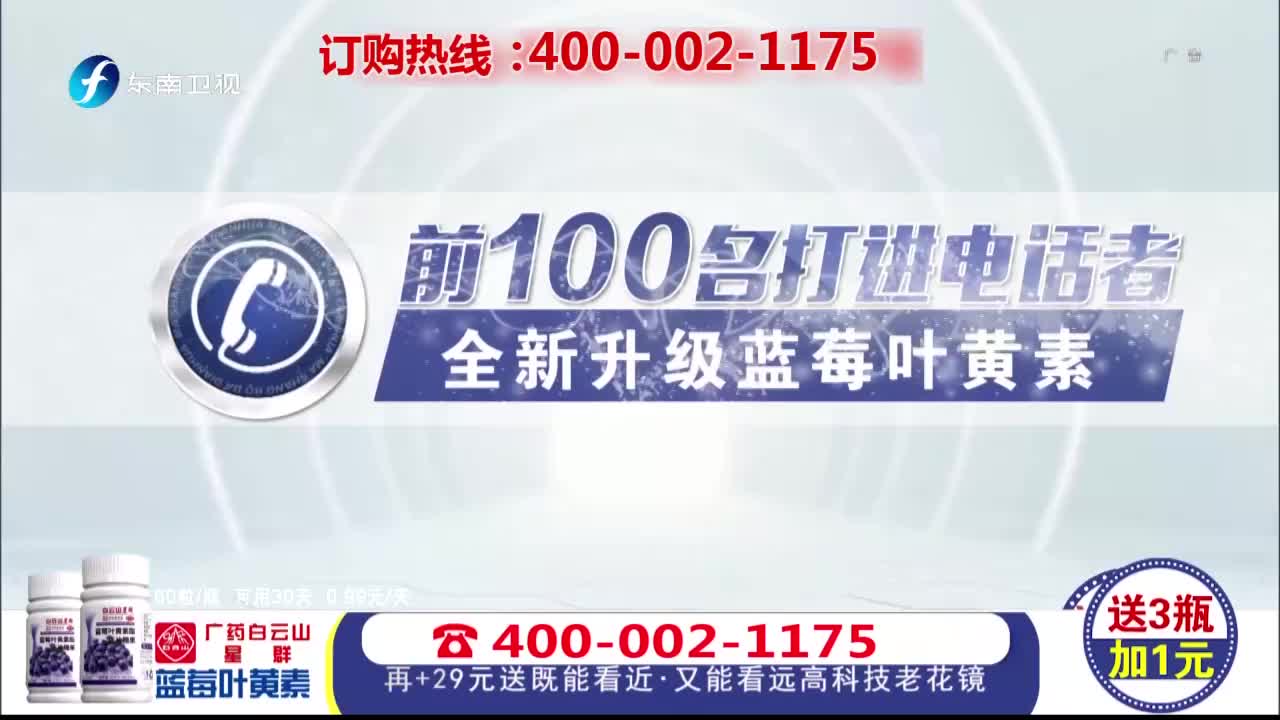 订购热线：400-002-1175
东南卫视
广告
前100名打进电话者
全新升级蓝莓叶黄素
60粒/瓶 可用30天 0.99元/天
广药白云山
星群
蓝莓叶黄素
☎400-002-1175
再+29元送既能看近·又能看远高科技老花镜
送3瓶
加1元